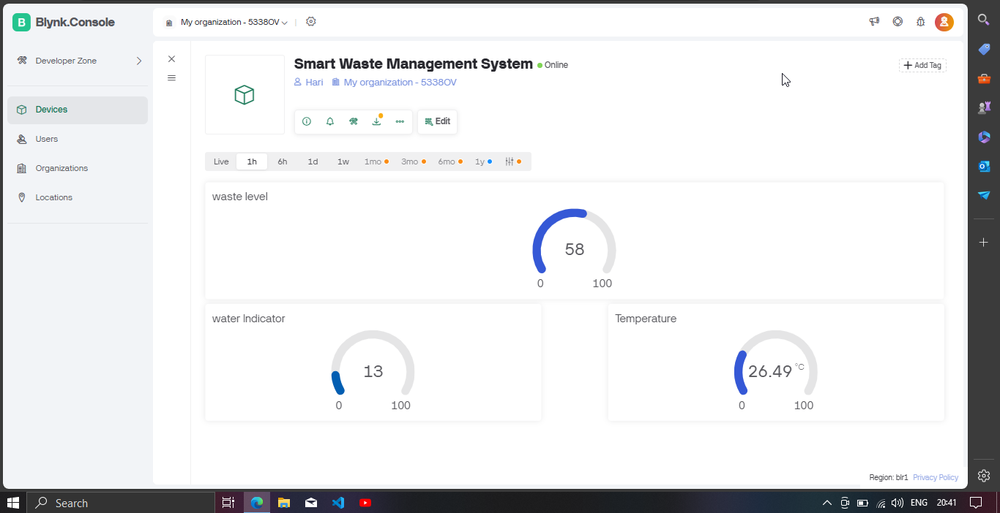 B Blynk.Console
My organization - 5338OV
Developer Zone
Devices
Users
Organizations
Locations
Smart Waste Management System Online
Hari My organization - 5338OV
Add Tag
Edit
Live 1h 6h 1d 1w 1mo 3mo 6mo 1y
waste level
58
0 100
water Indicator
13
0 100
Temperature
26.49 °C
0 100
Region: blr1 Privacy Policy
Search
ENG 20:41